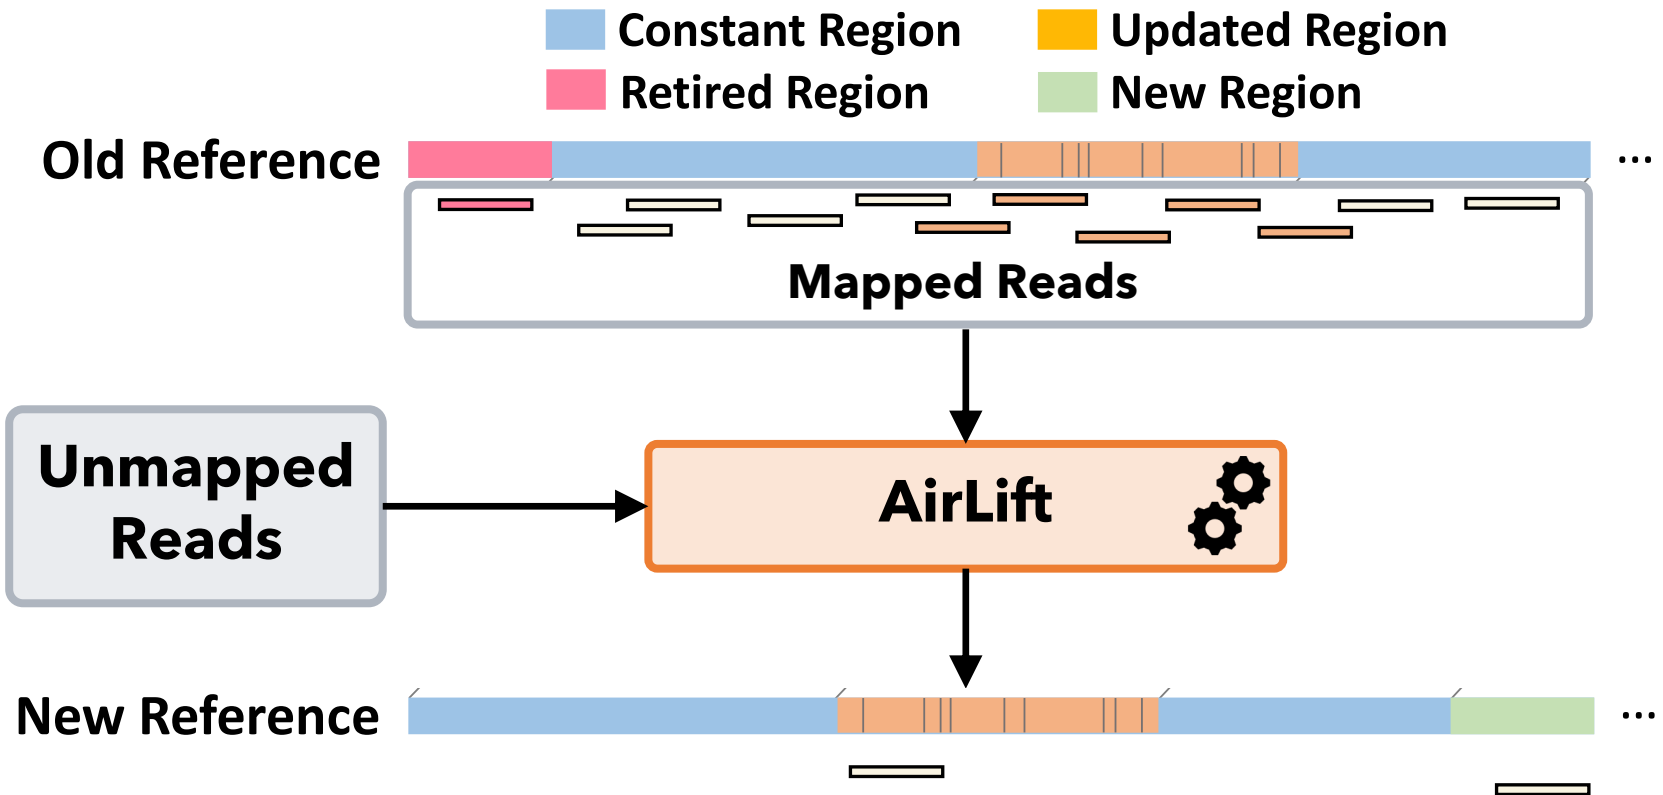 Constant Region
Updated Region
Retired Region
New Region
Old Reference
...
Mapped Reads
Unmapped
Reads
AirLift
New Reference
...